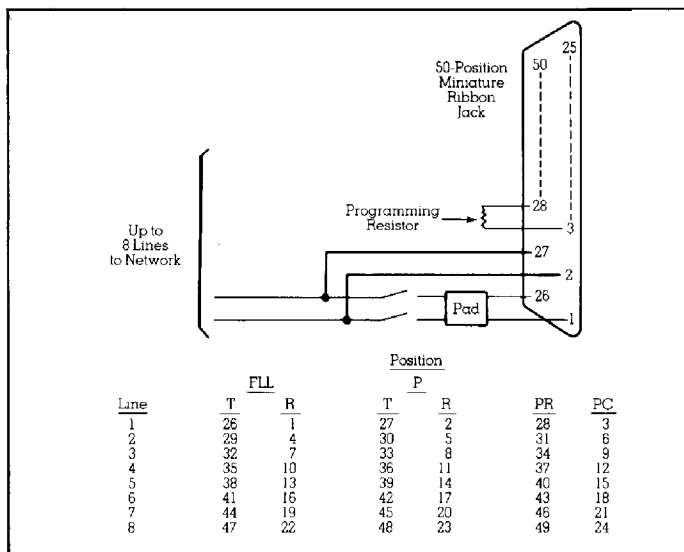 25
50
50-Position
Miniature
Ribbon
Jack
28
Programming
Resistor
3
Up to
8 Lines
to Network
27
2
26
Pad
1
Position
FLL P
Line T R T R PR PC
1 26 1 27 2 28 3
2 29 4 30 5 31 6
3 32 7 33 8 34 9
4 35 10 36 11 37 12
5 38 13 39 14 40 15
6 41 16 42 17 43 18
7 44 19 45 20 46 21
8 47 22 48 23 49 24